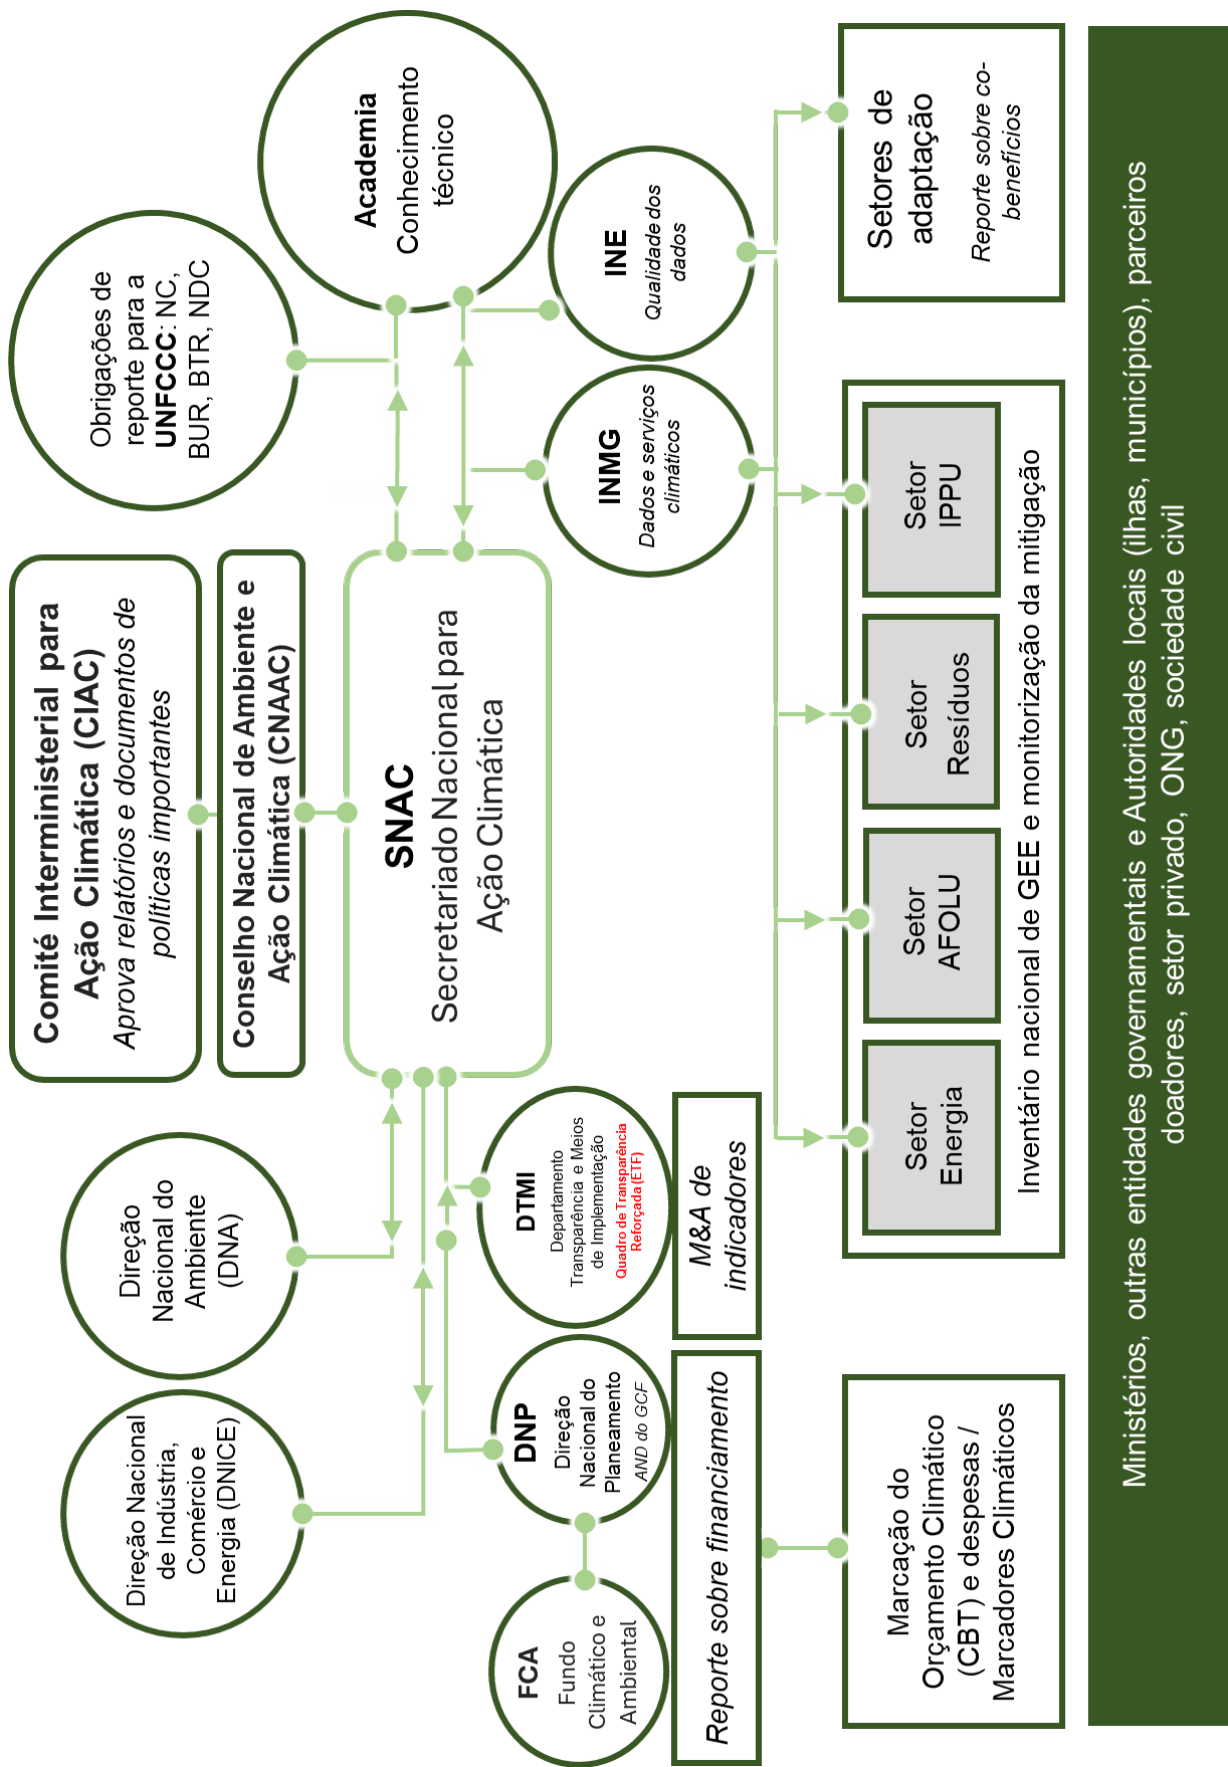 Comité Interministerial para
Ação Climática (CIAC)
Aprova relatórios e documentos de
políticas importantes
Conselho Nacional de Ambiente e
Ação Climática (CNAAC)
Direção Nacional
de Indústria,
Comércio e
Energia (DNICE)
Direção
Nacional do
Ambiente
(DNA)
SNAC
Secretariado Nacional para
Ação Climática
Obrigações de
reporte para a
UNFCCC: NC,
BUR, BTR, NDC
Academia
Conhecimento
técnico
FCA
Fundo
Climático e
Ambiental
DNP
Direção
Nacional do
Planeamento
AND do GCF
DTMI
Departamento
Transparência e Meios
de Implementação
Quadro de Transparência
Reforçada (ETF)
INMG
Dados e serviços
climáticos
INE
Qualidade dos
dados
Reporte sobre financiamento
M&A de
indicadores
Marcação do
Orçamento Climático
(CBT) e despesas /
Marcadores Climáticos
Setor
Energia
Setor
AFOLU
Setor
Resíduos
Setor
IPPU
Inventário nacional de GEE e monitorização da mitigação
Setores de
adaptação
Reporte sobre co-
benefícios
Ministérios, outras entidades governamentais e Autoridades locais (ilhas, municípios), parceiros
doadores, setor privado, ONG, sociedade civil